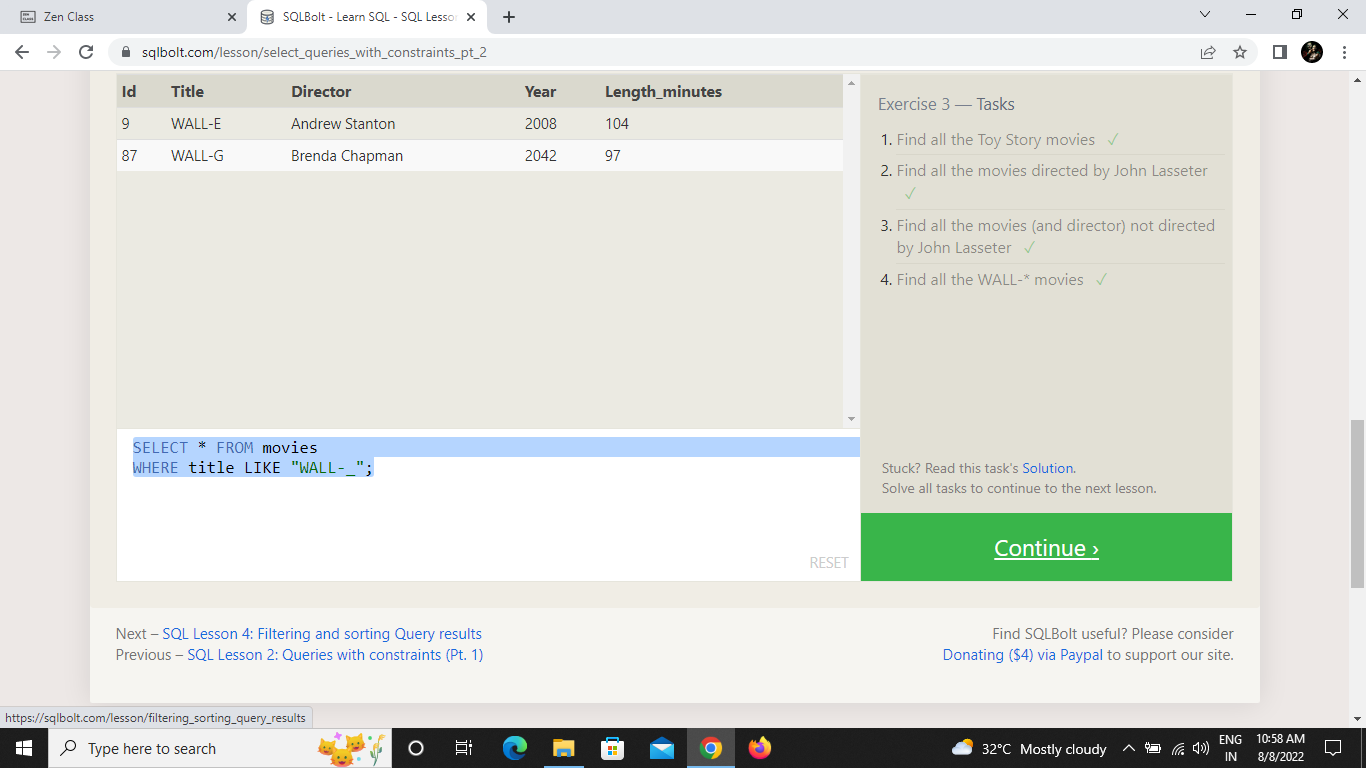 Zen Class
SQLBolt - Learn SQL - SQL Lesson
sqlbolt.com/lesson/select_queries_with_constraints_pt_2
Id Title Director Year Length_minutes
9 WALL-E Andrew Stanton 2008 104
87 WALL-G Brenda Chapman 2042 97
Exercise 3 — Tasks
1. Find all the Toy Story movies ✓
2. Find all the movies directed by John Lasseter
✓
3. Find all the movies (and director) not directed
by John Lasseter ✓
4. Find all the WALL-* movies ✓
SELECT * FROM movies
WHERE title LIKE "WALL-_";
RESET
Stuck? Read this task's Solution.
Solve all tasks to continue to the next lesson.
Continue ›
Next – SQL Lesson 4: Filtering and sorting Query results
Previous – SQL Lesson 2: Queries with constraints (Pt. 1)
Find SQLBolt useful? Please consider
Donating ($4) via Paypal to support our site.
https://sqlbolt.com/lesson/filtering_sorting_query_results
Type here to search
32°C Mostly cloudy
ENG
IN
10:58 AM
8/8/2022